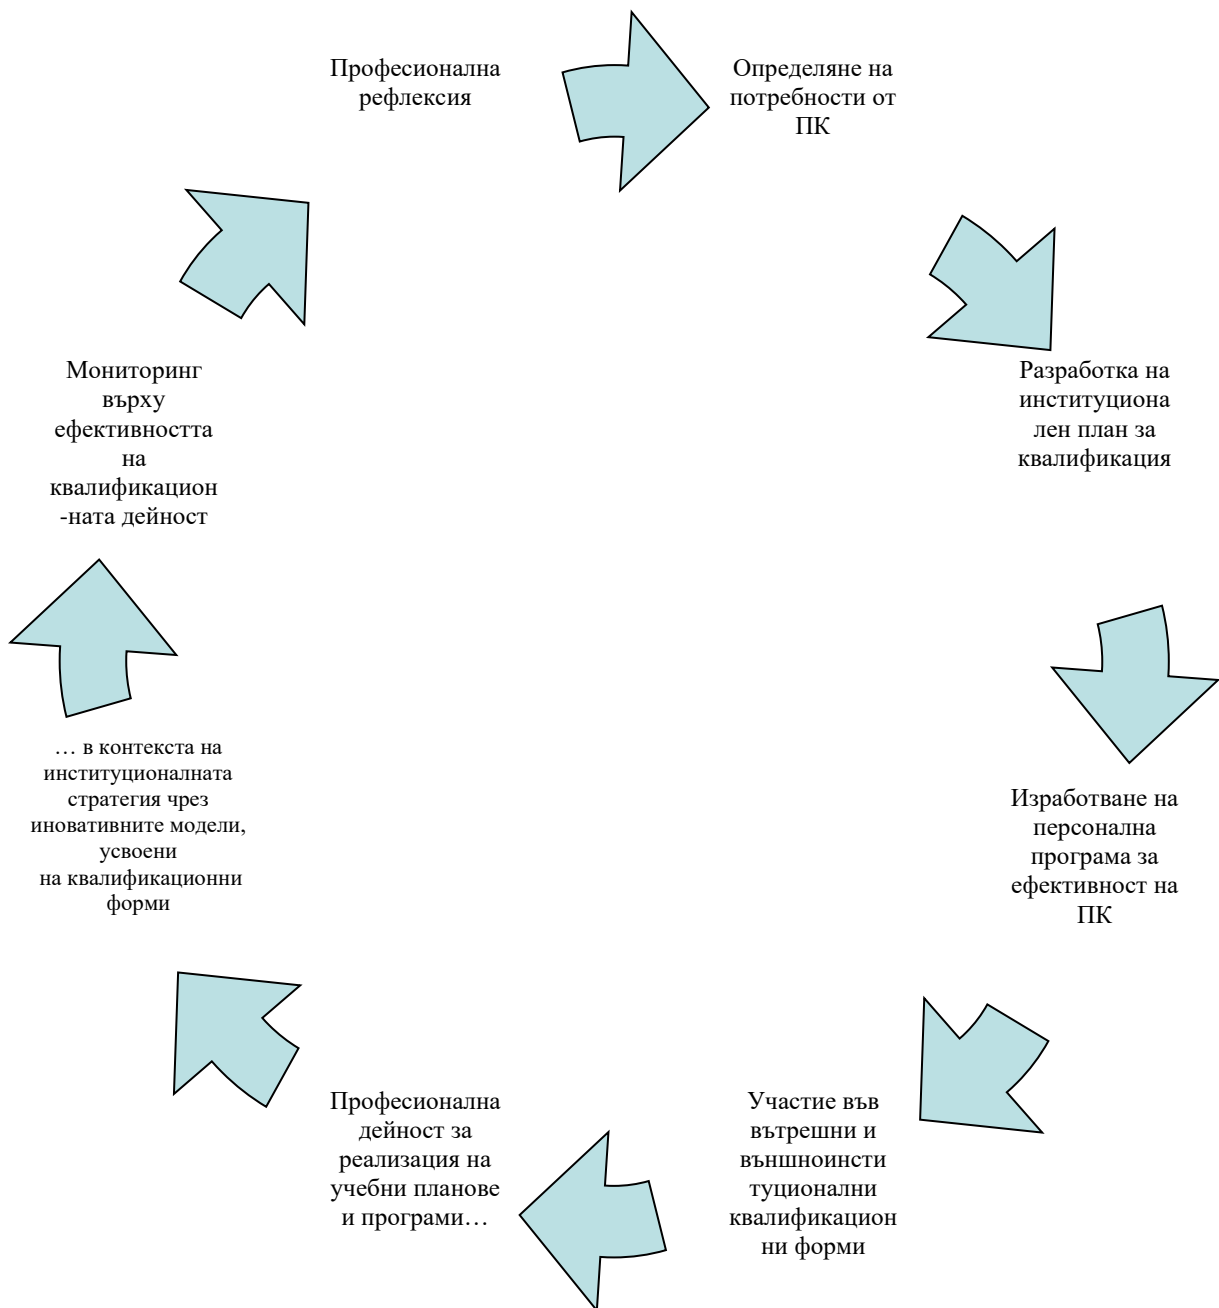 Професионална
рефлексия
Определяне на
потребности от
ПК
Разработка на
институциона
лен план за
квалификация
Изработване на
персонална
програма за
ефективност на
ПК
Участие във
вътрешни и
външноинсти
туционални
квалификацион
ни форми
Професионална
дейност за
реализация на
учебни планове
и програми…
… в контекста на
институционалната
стратегия чрез
иновативните модели,
усвоени
на квалификационни
форми
Мониторинг
върху
ефективността
на
квалификацион
-ната дейност